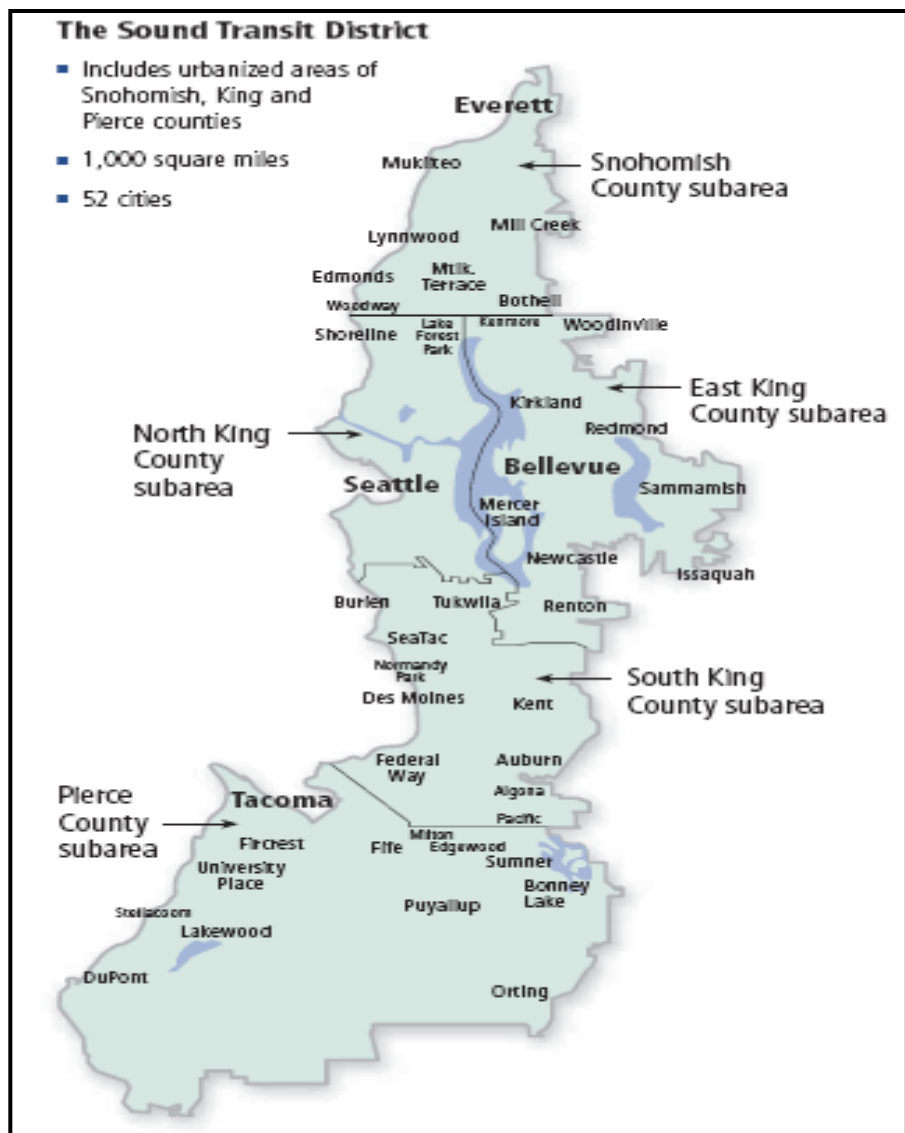 The Sound Transit District
Includes urbanized areas of
Snohomish, King and
Pierce counties
1,000 square miles
52 cities
Everett
Mukilteo
Snohomish
County subarea
Mill Creek
Lynnwood
Edmonds
Mtlk.
Terrace
Bothell
Woodway
Shoreline
Lake
Forest
Park
Kenmore
Woodinville
East King
County subarea
Kirkland
Redmond
North King
County
subarea
Bellevue
Seattle
Sammamish
Mercer
Island
Newcastle
Issaquah
Burien
Tukwila
Renton
SeaTac
Normandy
Park
Des Moines
South King
County subarea
Kent
Federal
Way
Auburn
Algona
Pacific
Pierce
County
subarea
Tacoma
Fircrest
Fife
Milton
Edgewood
Sumner
University
Place
Bonney
Lake
Puyallup
Steilacoom
Lakewood
DuPont
Orting